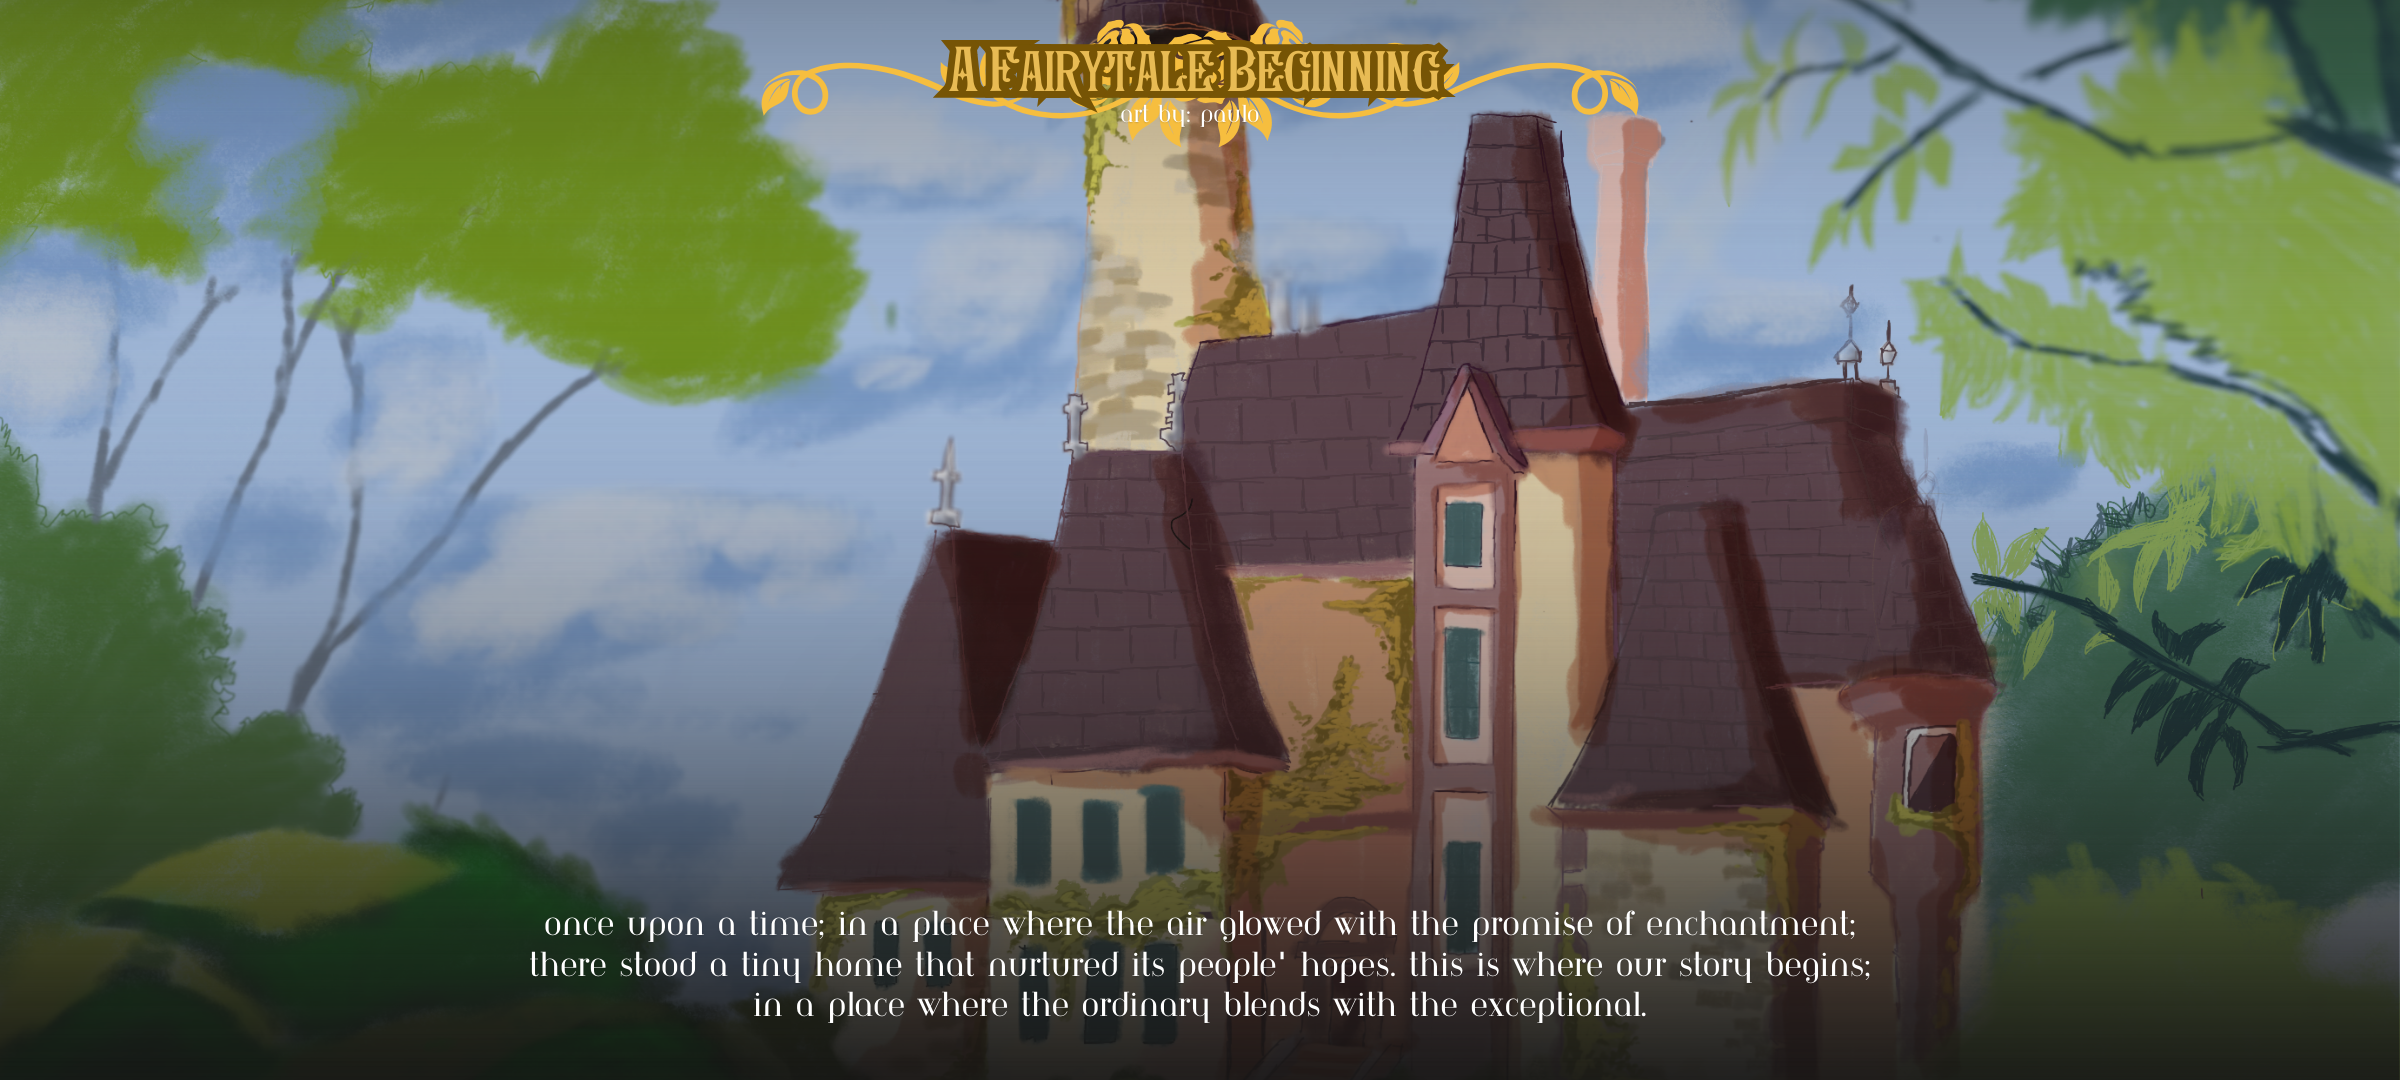 A FAIRYTALE BEGINNING
art by: paulo
once upon a time; in a place where the air glowed with the promise of enchantment;
there stood a tiny home that nurtured its people' hopes. this is where our story begins;
in a place where the ordinary blends with the exceptional.